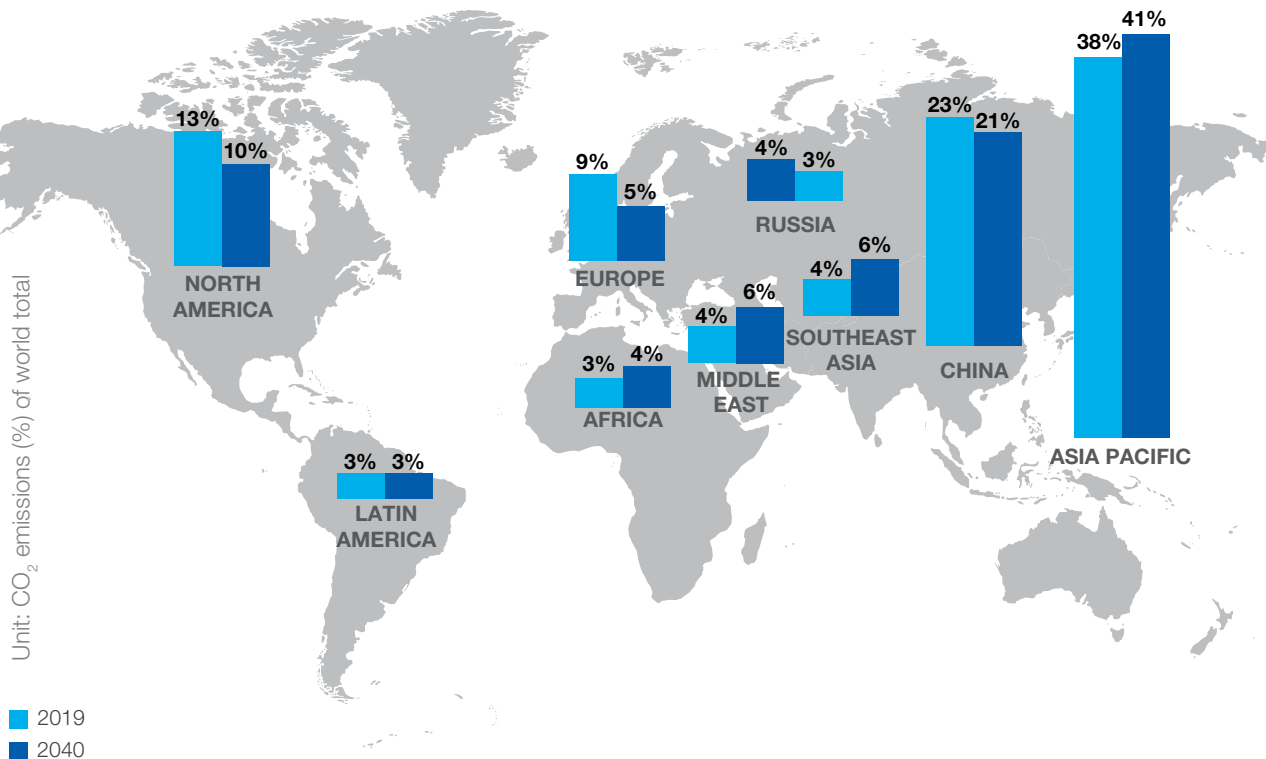 41%
38%
13%
10%
NORTH
AMERICA
9%
5%
EUROPE
4%
3%
RUSSIA
23%
21%
CHINA
4%
6%
SOUTHEAST
ASIA
4%
6%
MIDDLE
EAST
3%
4%
AFRICA
ASIA PACIFIC
3%
3%
LATIN
AMERICA
Unit: CO₂ emissions (%) of world total
2019
2040